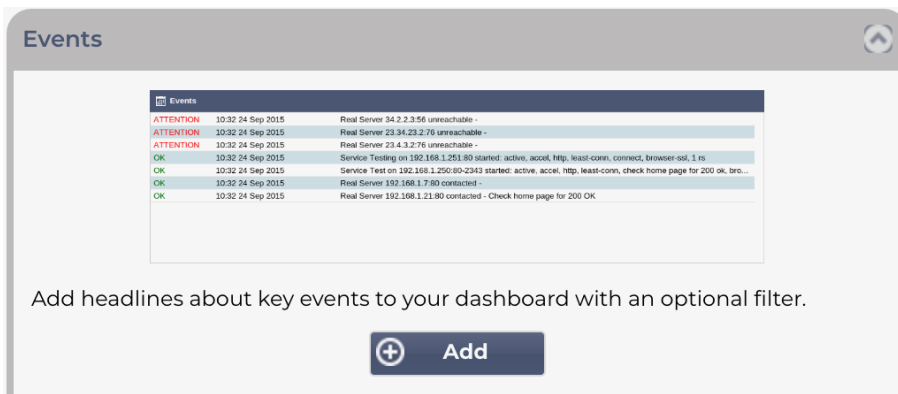 Events
Events
ATTENTION 10:32 24 Sep 2015 Real Server 34.2.2.3:56 unreachable -
ATTENTION 10:32 24 Sep 2015 Real Server 23.34.23.2:76 unreachable -
ATTENTION 10:32 24 Sep 2015 Real Server 23.4.3.2:76 unreachable -
OK 10:32 24 Sep 2015 Service Testing on 192.168.1.251:80 started: active, accel, http, least-conn, connect, browser-ssl, 1 rs
OK 10:32 24 Sep 2015 Service Test on 192.168.1.250:80-2343 started: active, accel, http, least-conn, check home page for 200 ok, bro...
OK 10:32 24 Sep 2015 Real Server 192.168.1.7:80 contacted -
OK 10:32 24 Sep 2015 Real Server 192.168.1.21:80 contacted - Check home page for 200 OK
Add headlines about key events to your dashboard with an optional filter.
Add